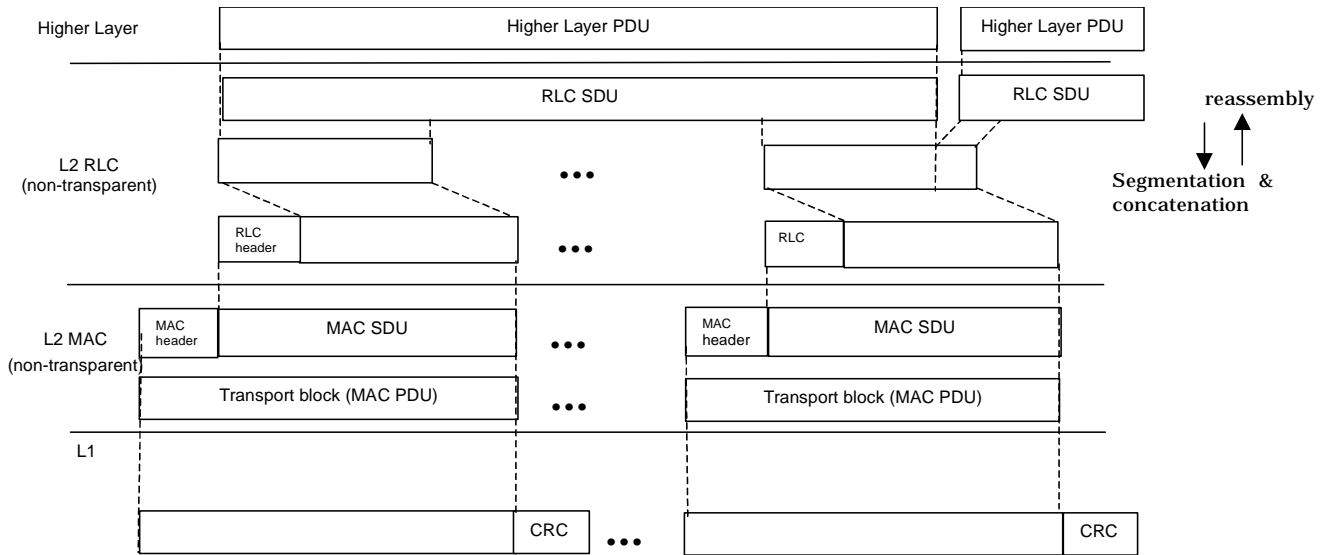 Higher Layer
Higher Layer PDU
Higher Layer PDU
RLC SDU
RLC SDU
reassembly
L2 RLC
(non-transparent)
•••
Segmentation &
concatenation
RLC
header
•••
RLC
L2 MAC
(non-transparent)
MAC
header
MAC SDU
•••
MAC
header
MAC SDU
Transport block (MAC PDU)
•••
Transport block (MAC PDU)
L1
CRC
•••
CRC